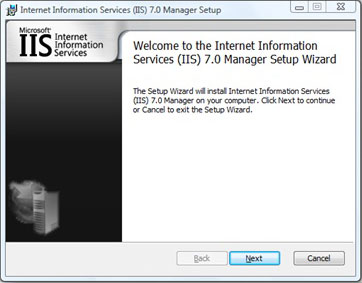 Internet Information Services (IIS) 7.0 Manager Setup
Microsoft®
IIS Internet
Information
Services
Welcome to the Internet Information
Services (IIS) 7.0 Manager Setup Wizard
The Setup Wizard will install Internet Information Services
(IIS) 7.0 Manager on your computer. Click Next to continue
or Cancel to exit the Setup Wizard.
Back Next Cancel